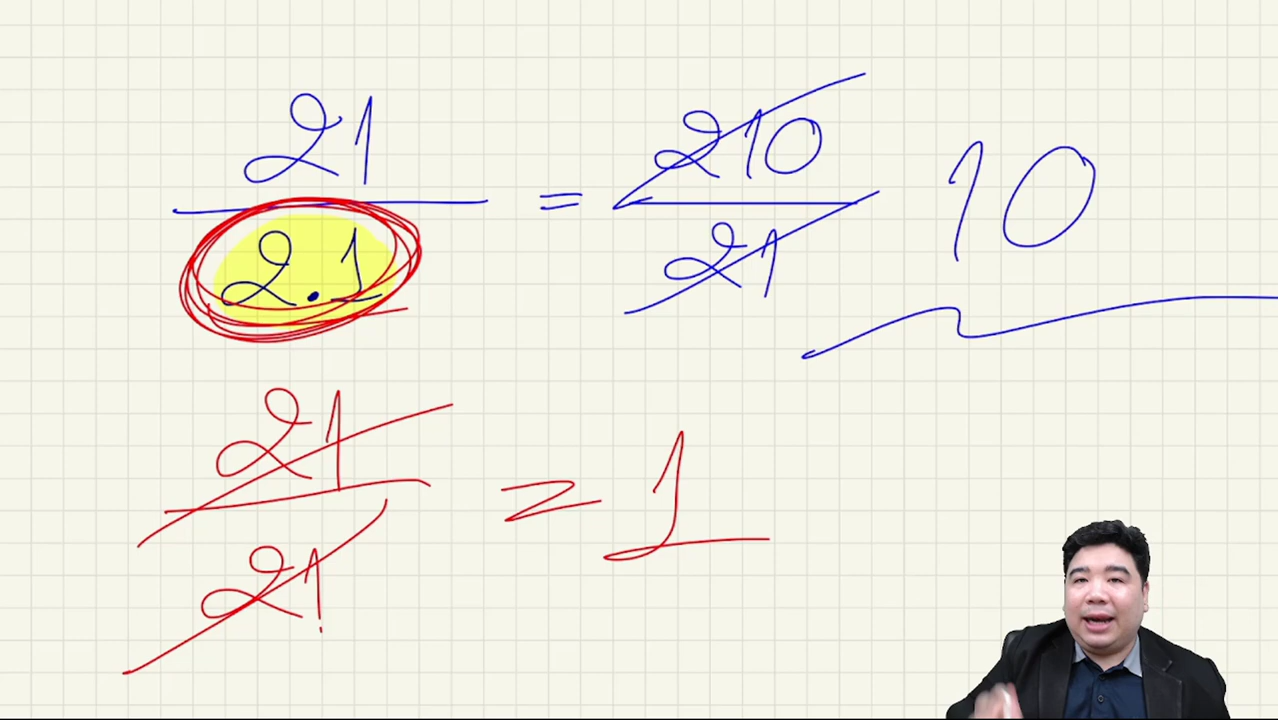 21 / 2.1 = 210 / 21 10
21 / 21 = 1